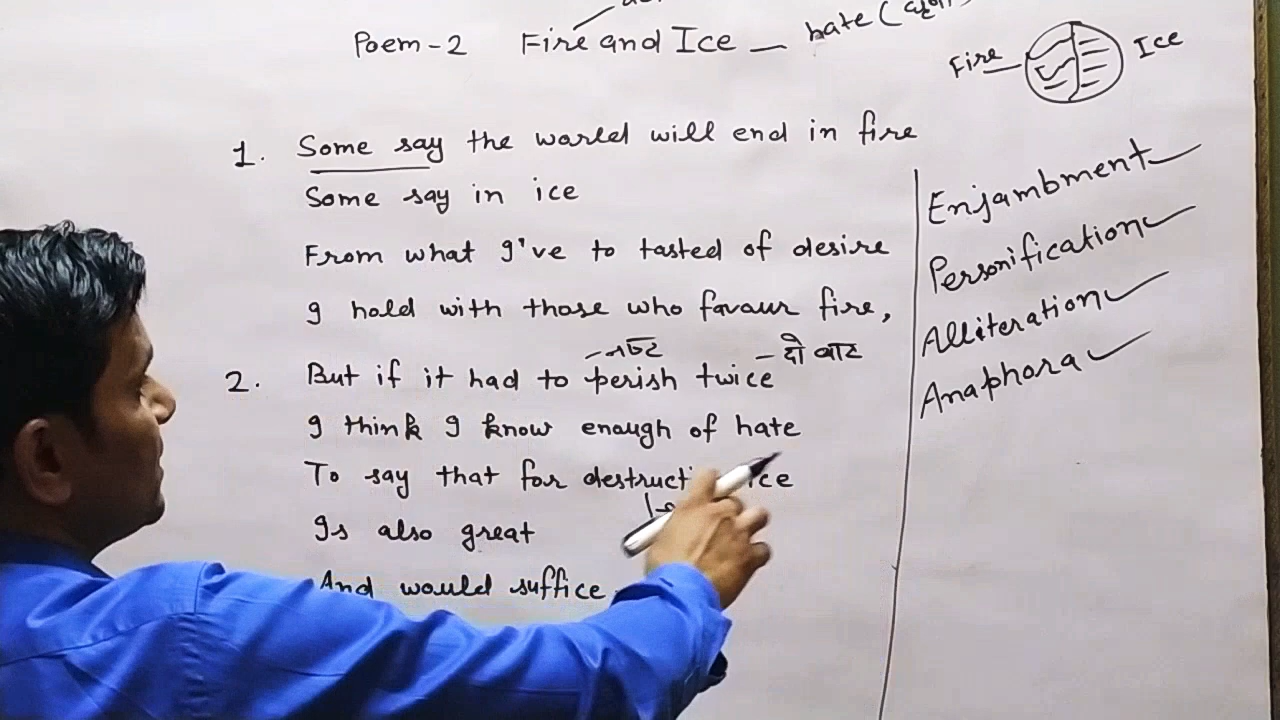 Poem-2 Fire and Ice — hate (
Fire Ice
1. Some say the world will end in fire
Some say in ice
From what I've to tasted of desire
I hold with those who favour fire,
- नष्ट - दो बार
2. But if it had to perish twice
I think I know enough of hate
To say that for destructi ice
Is also great
And would suffice
Enjambment
Personification
Alliteration
Anaphora